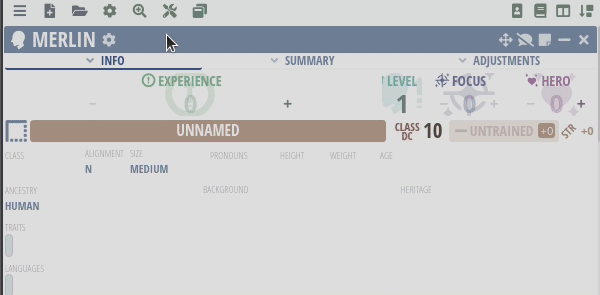 MERLIN
INFO SUMMARY ADJUSTMENTS
EXPERIENCE LEVEL FOCUS HERO
0 + 1 0 0 +
UNNAMED CLASS DC 10 UNTRAINED +0 STR +0
CLASS ALIGNMENT SIZE PRONOUNS HEIGHT WEIGHT AGE
N MEDIUM
ANCESTRY BACKGROUND HERITAGE
HUMAN
TRAITS
LANGUAGES